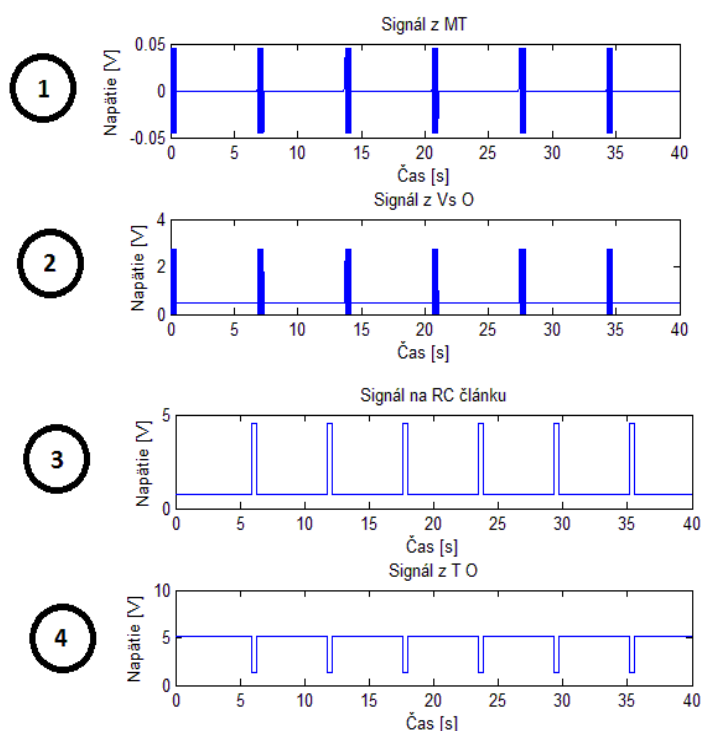 Signál z MT
1
Napätie [V]
0.05
0
-0.05
0 5 10 15 20 25 30 35 40
Čas [s]
Signál z Vs O
2
Napätie [V]
4
2
0
0 5 10 15 20 25 30 35 40
Čas [s]
Signál na RC článku
3
Napätie [V]
5
0
0 5 10 15 20 25 30 35 40
Čas [s]
Signál z T O
4
Napätie [V]
10
5
0
0 5 10 15 20 25 30 35 40
Čas [s]